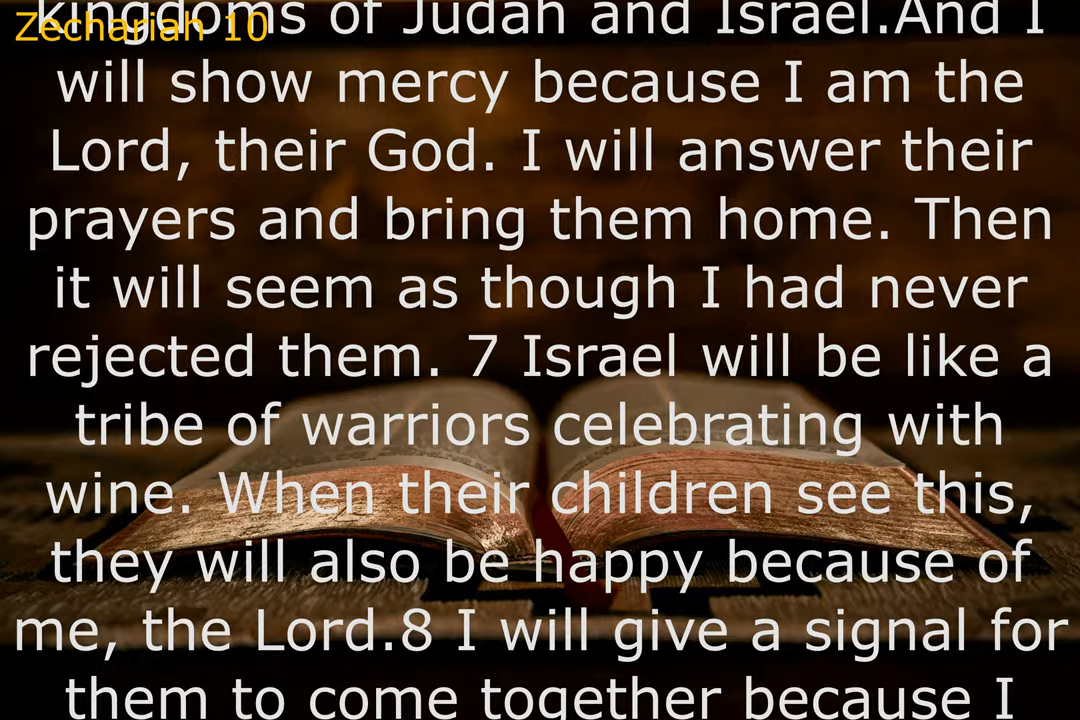 Zechariah 10
kingdoms of Judah and Israel.And I
will show mercy because I am the
Lord, their God. I will answer their
prayers and bring them home. Then
it will seem as though I had never
rejected them. 7 Israel will be like a
tribe of warriors celebrating with
wine. When their children see this,
they will also be happy because of
me, the Lord.8 I will give a signal for
them to come together because I